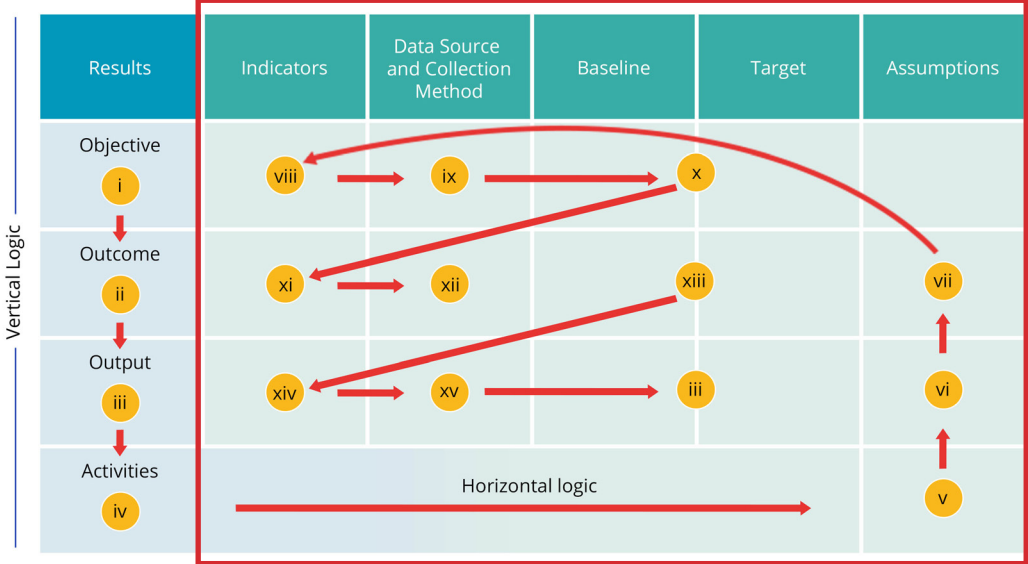 Vertical Logic
Results
Indicators
Data Source
and Collection
Method
Baseline
Target
Assumptions
Objective
i
viii
ix
x
Outcome
ii
xi
xii
xiii
vii
Output
iii
xiv
xv
iii
vi
Activities
iv
Horizontal logic
v